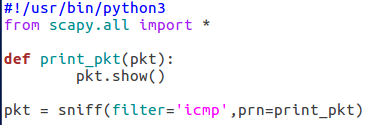 #!/usr/bin/python3
from scapy.all import *

def print_pkt(pkt):
        pkt.show()

pkt = sniff(filter='icmp',prn=print_pkt)